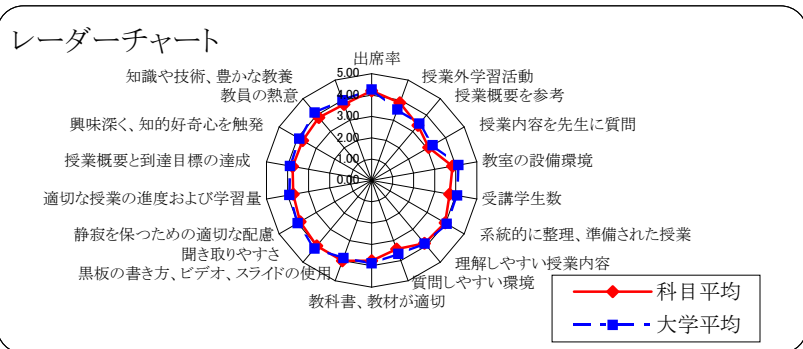 レーダーチャート
出席率
授業外学習活動
授業概要を参考
授業内容を先生に質問
教室の設備環境
受講学生数
系統的に整理、準備された授業
理解しやすい授業内容
質問しやすい環境
教科書、教材が適切
黒板の書き方、ビデオ、スライドの使用
聞き取りやすさ
静寂を保つための適切な配慮
適切な授業の進度および学習量
授業概要と到達目標の達成
興味深く、知的好奇心を触発
教員の熱意
知識や技術、豊かな教養
5.00
4.00
3.00
2.00
1.00
0.00
科目平均
大学平均